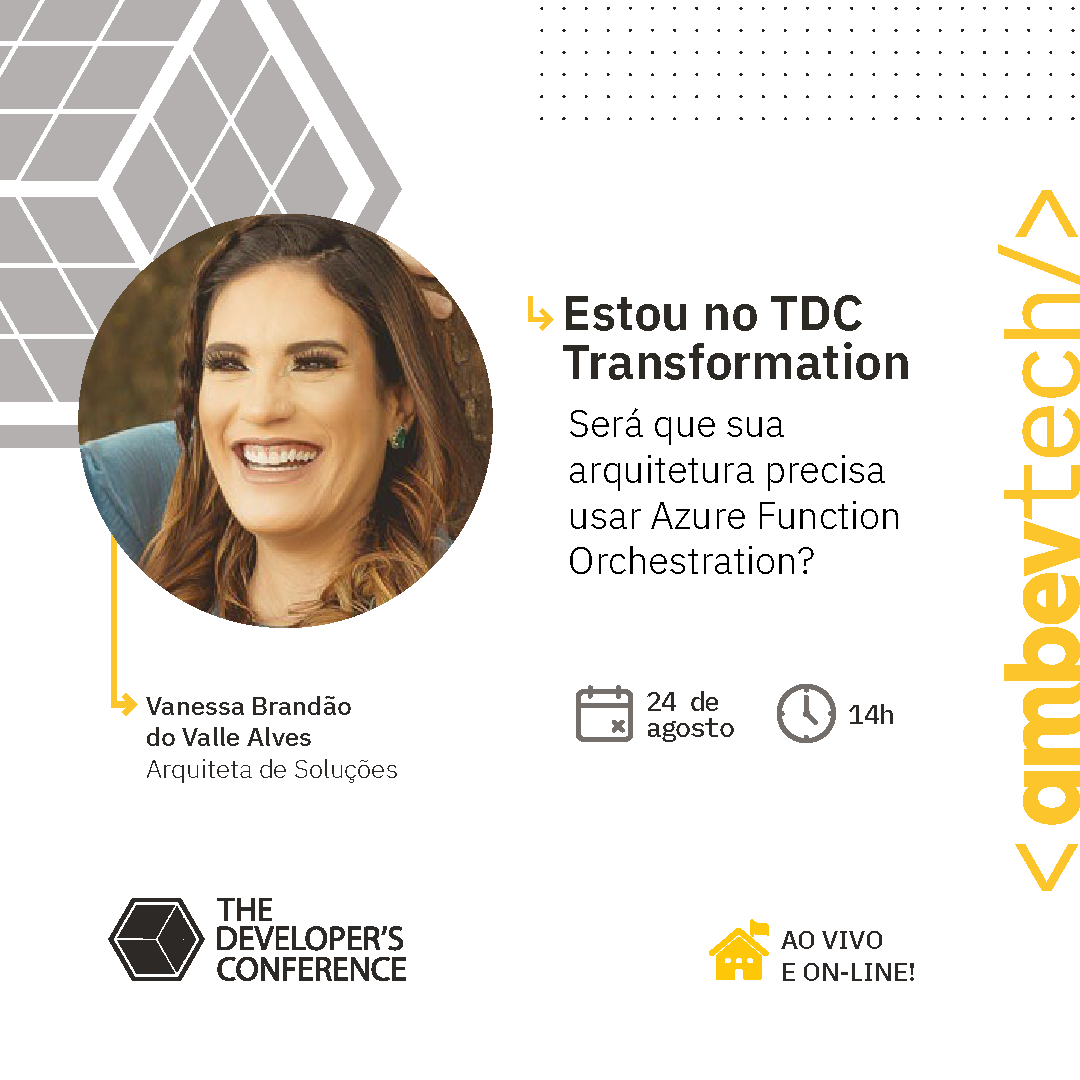 Estou no TDC
Transformation
Será que sua
arquitetura precisa
usar Azure Function
Orchestration?
Vanessa Brandão
do Valle Alves
Arquiteta de Soluções
24 de
agosto
14h
THE
DEVELOPER'S
CONFERENCE
AO VIVO
E ON-LINE!
<ambevtech/>